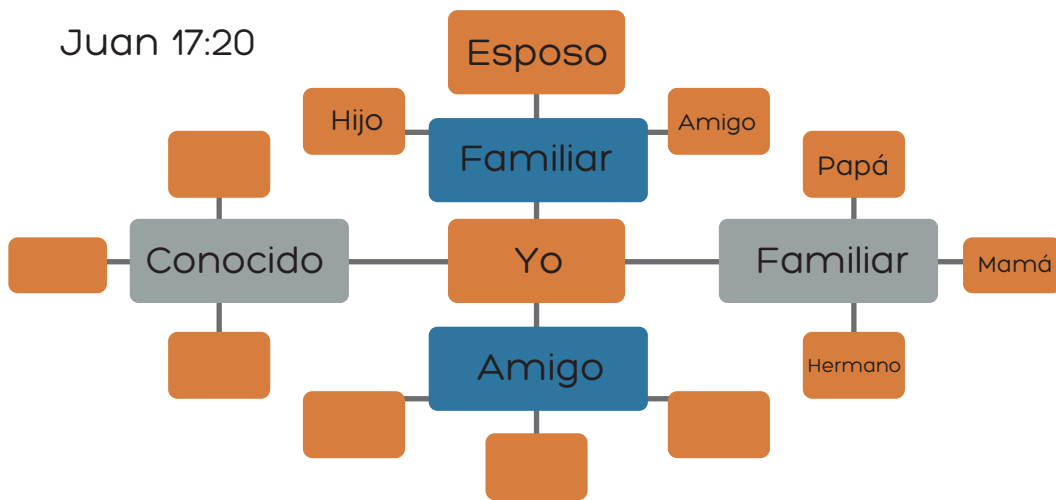 Juan 17:20
Esposo
Hijo
Amigo
Familiar
Papá
Conocido
Yo
Familiar
Mamá
Hermano
Amigo